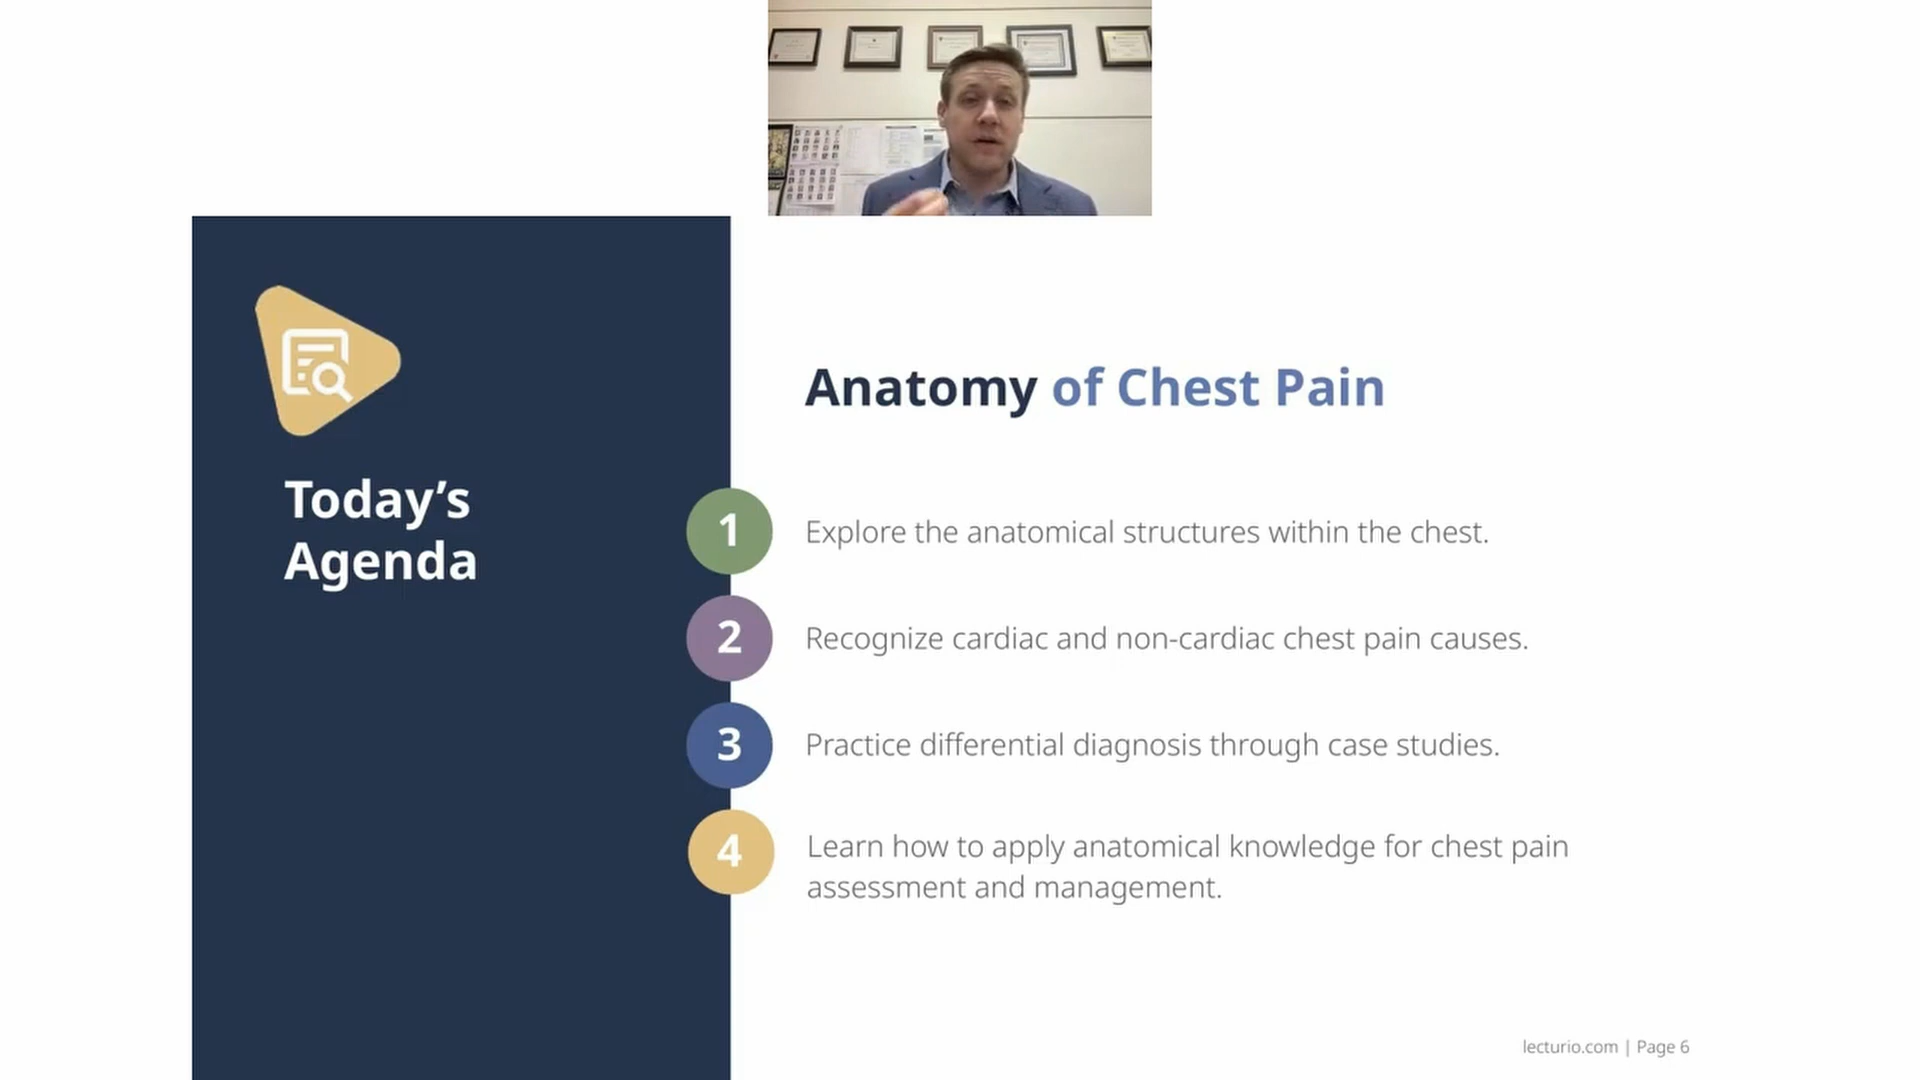 Today’s
Agenda
Anatomy of Chest Pain
1 Explore the anatomical structures within the chest.
2 Recognize cardiac and non-cardiac chest pain causes.
3 Practice differential diagnosis through case studies.
4 Learn how to apply anatomical knowledge for chest pain
assessment and management.
lecturio.com | Page 6